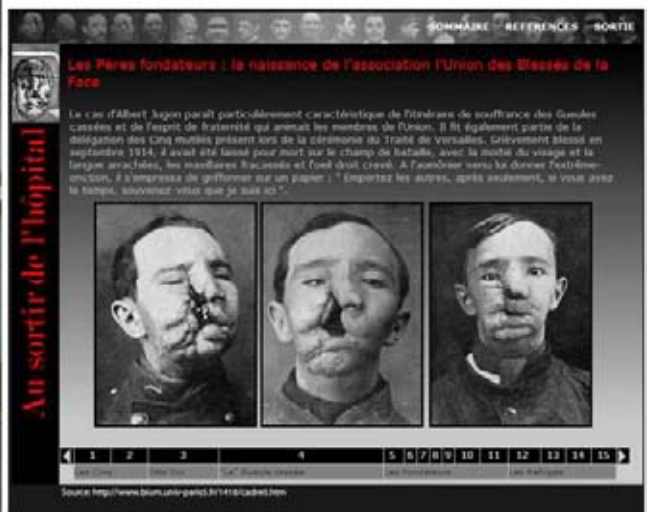 SOMMAIRE REFERENCES SORTIE
Les Pères fondateurs : la naissance de l'association l'Union des Blessés de la
Face
Le cas d'Albert Jugon paraît particulièrement caractéristique de l'itinéraire de souffrance des Gueules
cassées et de l'esprit de fraternité qui animait les membres de l'Union. Il fit également partie de la
délégation des Cinq mutilés présent lors de la cérémonie du Traité de Versailles. Grièvement blessé en
septembre 1914, il avait été laissé pour mort sur le champ de bataille, avec la moitié du visage et la
langue arrachées, les maxillaires fracassés et l'œil droit crevé. A l'aumônier venu lui donner l'extrême-
onction, il s'empressa de griffonner sur un papier : " Emportez les autres, après seulement, si vous avez
le temps, souvenez vous que je suis ici ".
Au sortir de l'hôpital
1 2 3 4 5 6 7 8 9 10 11 12 13 14 15
Les Cinq "La" Gueule cassée Les Fondateurs Les Refuges
Source: http://www.bium.univ-paris5.fr/1418/cadre6.htm